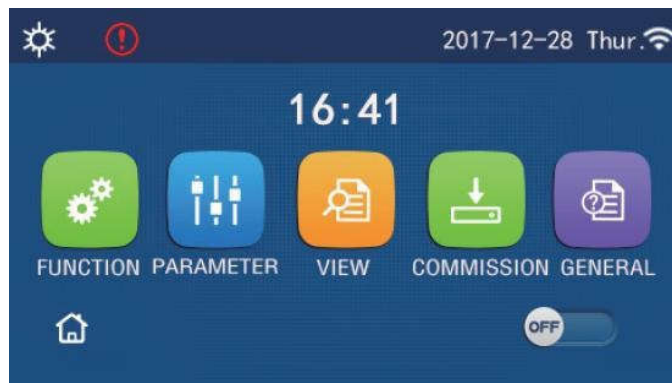 2017-12-28 Thur.
16:41
FUNCTION PARAMETER VIEW COMMISSION GENERAL
OFF